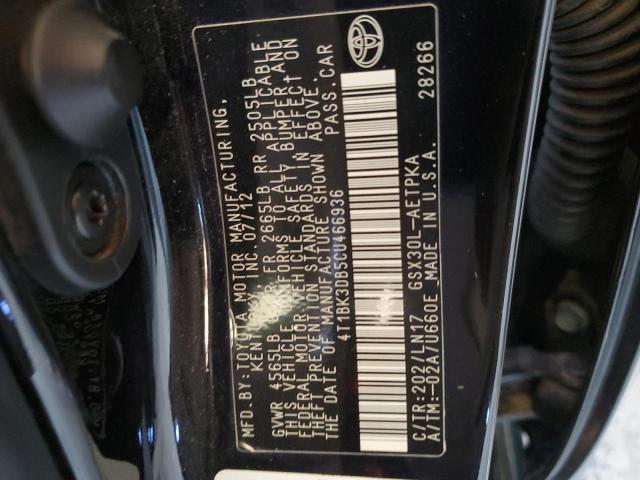 MFD.BY:TOYOTA MOTOR MANUFACTURING,
KENTUCKY, INC. 07/12
GVWR 4565LB GAWR FR 2665LB RR 2505LB
THIS VEHICLE CONFORMS TO ALL APPLICABLE
FEDERAL MOTOR VEHICLE SAFETY, BUMPER, AND
THEFT PREVENTION STANDARDS IN EFFECT ON
THE DATE OF MANUFACTURE SHOWN ABOVE.
4T1BK3DB5CU466936 PASS.CAR
C/TR:202/LN17 GSX30L-AETPKA
A/TM:-02A/U660E MADE IN U.S.A. 28266